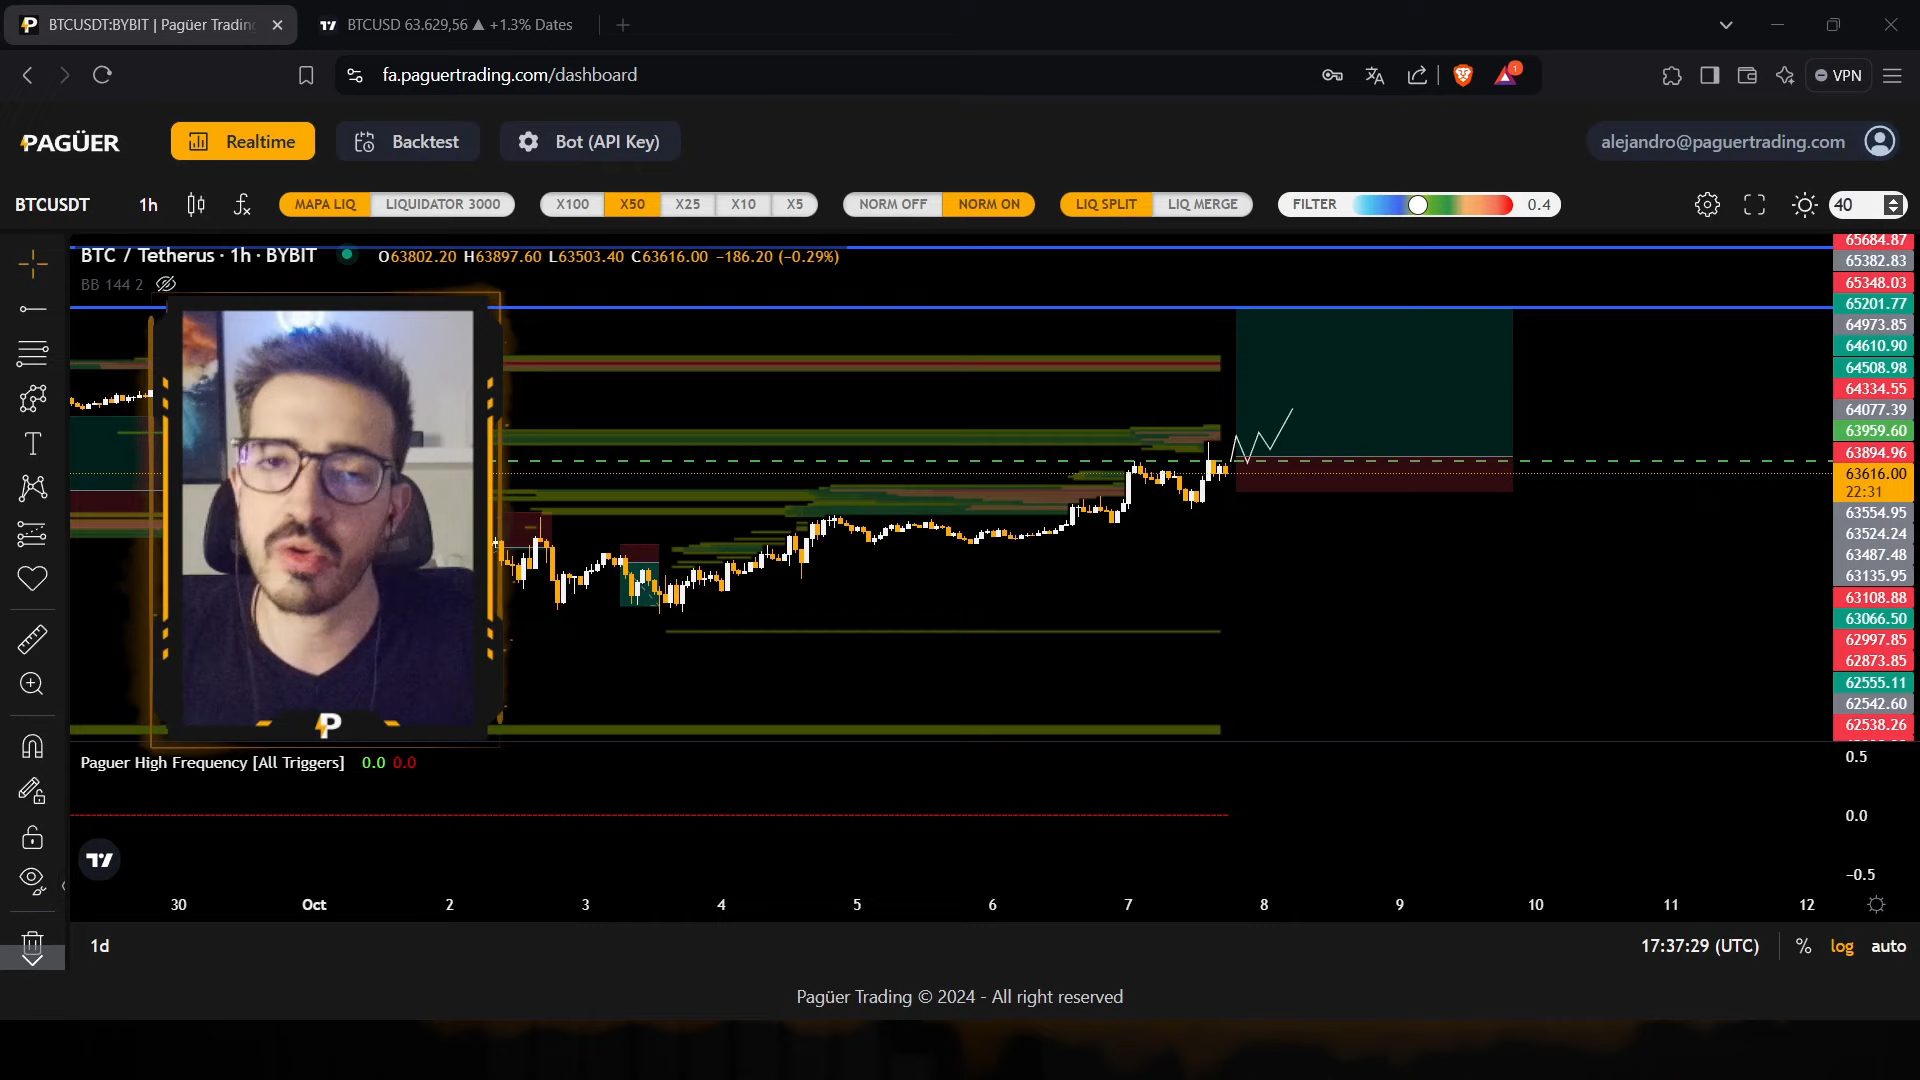 BTCUSDT:BYBIT | Pagüer Trading
BTCUSD 63.629,56 ▲ +1.3% Dates
fa.paguertrading.com/dashboard
1
VPN
PAGÜER
Realtime
Backtest
Bot (API Key)
alejandro@paguertrading.com
BTCUSDT
1h
MAPA LIQ
LIQUIDATOR 3000
X100
X50
X25
X10
X5
NORM OFF
NORM ON
LIQ SPLIT
LIQ MERGE
FILTER
0.4
40
BTC / Tetherus · 1h · BYBIT
O63802.20 H63897.60 L63503.40 C63616.00 −186.20 (−0.29%)
BB 144 2
65684.87
65382.83
65348.03
65201.77
64973.85
64610.90
64508.98
64334.55
64077.39
63959.60
63894.96
63616.00
22:31
63554.95
63524.24
63487.48
63135.95
63108.88
63066.50
62997.85
62873.85
62555.11
62542.60
62538.26
P
Paguer High Frequency [All Triggers] 0.0 0.0
0.5
0.0
−0.5
30
Oct
2
3
4
5
6
7
8
9
10
11
12
1d
17:37:29 (UTC)
%
log
auto
Pagüer Trading © 2024 - All right reserved